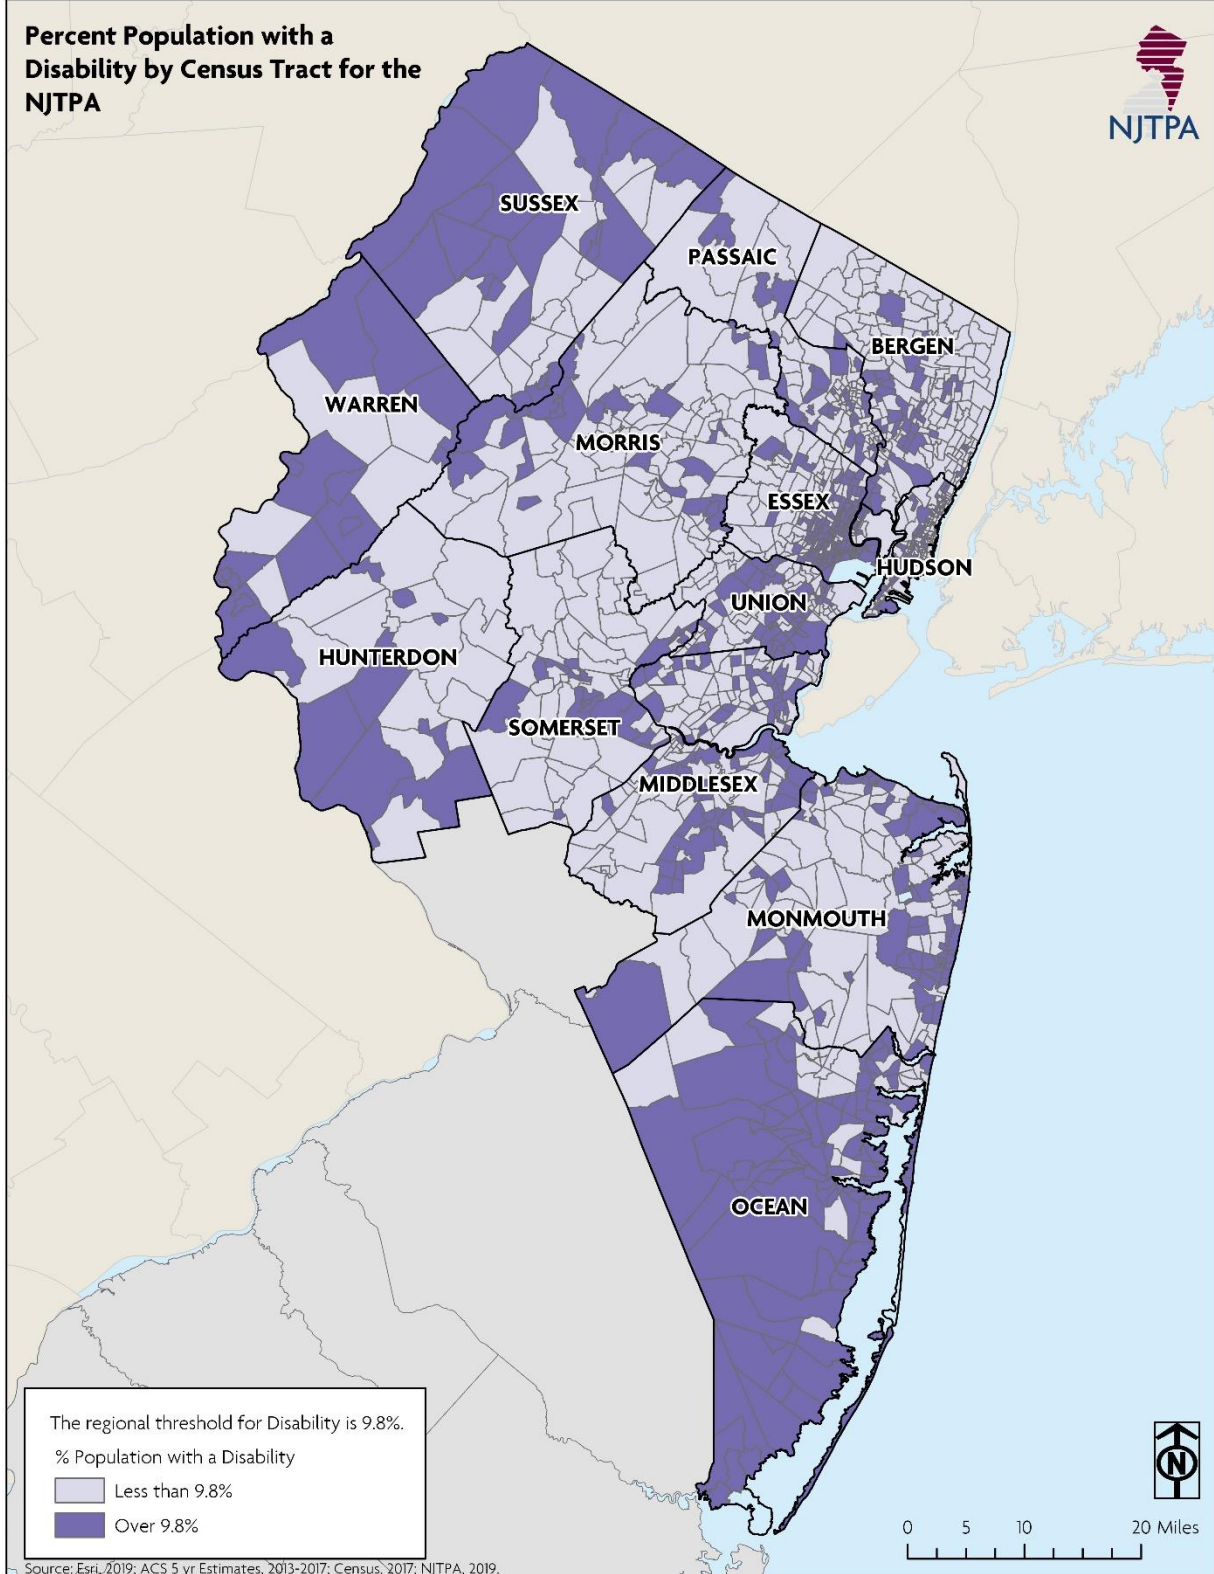 Percent Population with a
Disability by Census Tract for the
NJTPA
NJTPA
SUSSEX
PASSAIC
BERGEN
WARREN
MORRIS
ESSEX
HUDSON
UNION
HUNTERDON
SOMERSET
MIDDLESEX
MONMOUTH
OCEAN
The regional threshold for Disability is 9.8%.
% Population with a Disability
Less than 9.8%
Over 9.8%
N
0 5 10 20 Miles
Source: Esri, 2019; ACS 5 yr Estimates, 2013-2017; Census, 2017; NJTPA, 2019.